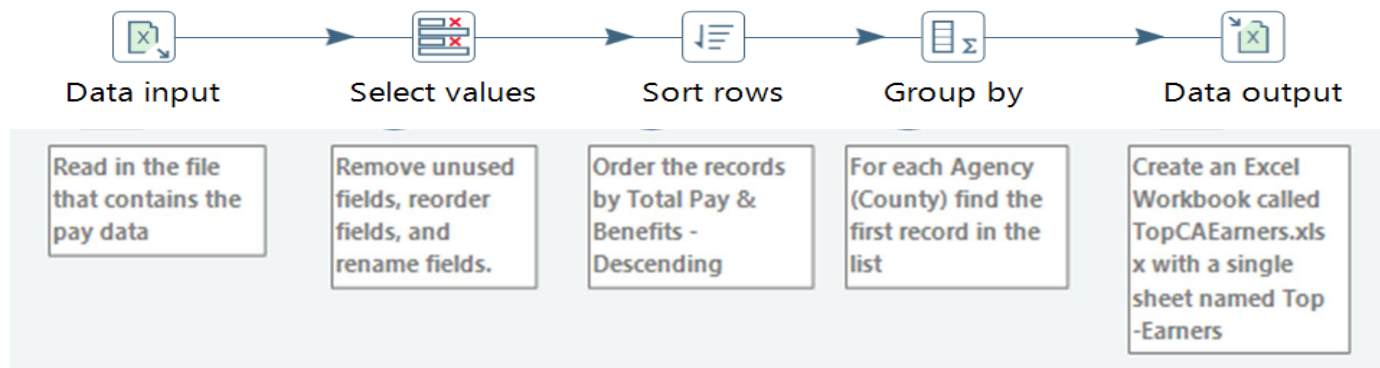 Data input
Select values
Sort rows
Group by
Data output
Read in the file
that contains the
pay data
Remove unused
fields, reorder
fields, and
rename fields.
Order the records
by Total Pay &
Benefits -
Descending
For each Agency
(County) find the
first record in the
list
Create an Excel
Workbook called
TopCAEarners.xls
x with a single
sheet named Top
-Earners